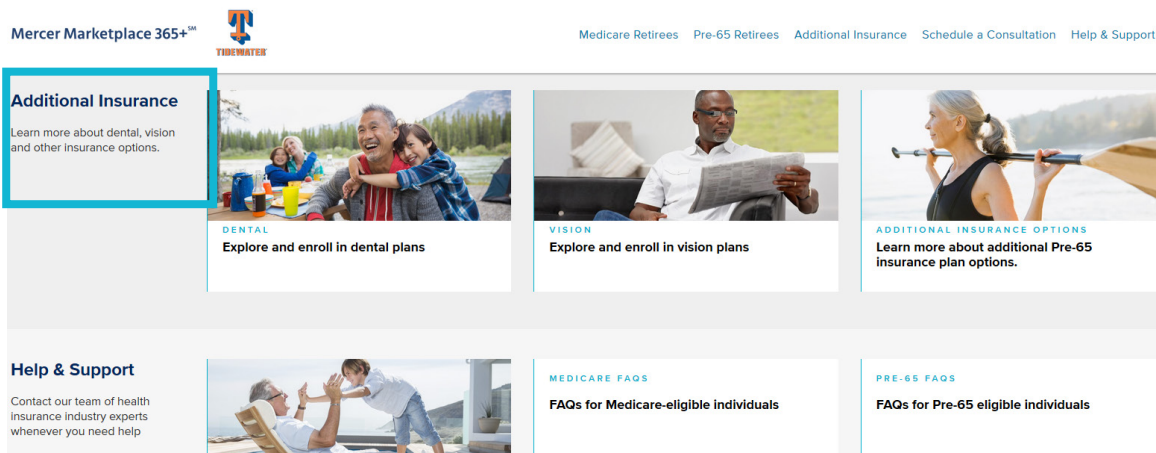 Mercer Marketplace 365+℠
TIDEWATER
Medicare Retirees Pre-65 Retirees Additional Insurance Schedule a Consultation Help & Support
Additional Insurance
Learn more about dental, vision
and other insurance options.
DENTAL
Explore and enroll in dental plans
VISION
Explore and enroll in vision plans
ADDITIONAL INSURANCE OPTIONS
Learn more about additional Pre-65
insurance plan options.
Help & Support
Contact our team of health
insurance industry experts
whenever you need help
MEDICARE FAQS
FAQs for Medicare-eligible individuals
PRE-65 FAQS
FAQs for Pre-65 eligible individuals